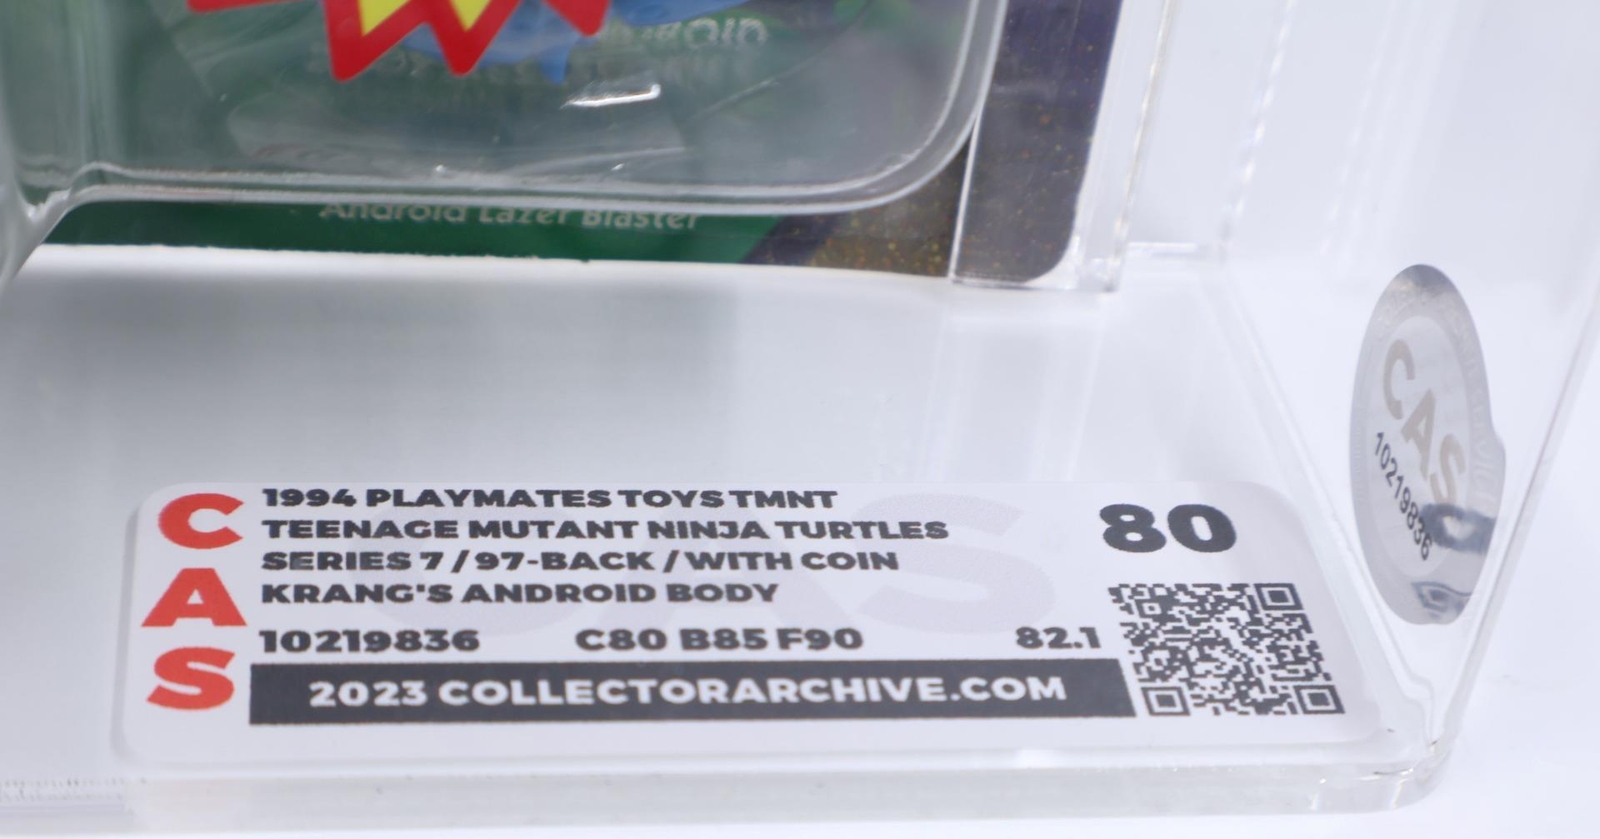 Android Lazer Blaster
CAS
1994 PLAYMATES TOYS TMNT
TEENAGE MUTANT NINJA TURTLES
SERIES 7 / 97-BACK / WITH COIN
KRANG'S ANDROID BODY
10219836 C80 B85 F90 82.1
2023 COLLECTORARCHIVE.COM
80
CAS
10219836